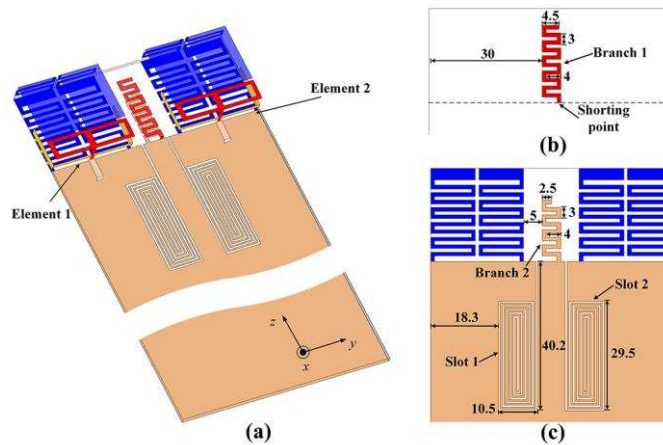 Element 2
Element 1
z
y
x
(a)
4.5
3
30
Branch 1
4
Shorting
point
(b)
2.5
5
3
4
Branch 2
Slot 2
18.3
Slot 1
40.2
29.5
10.5
(c)